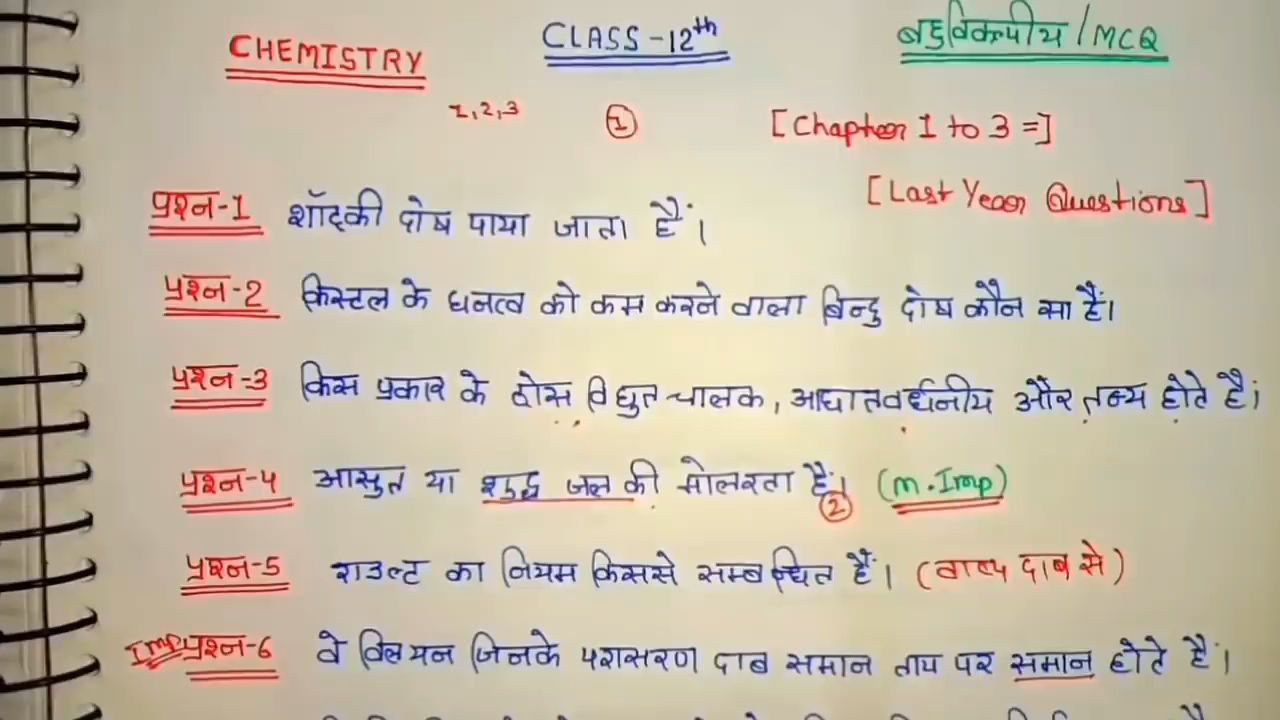 CHEMISTRY CLASS-12th बहुविकल्पीय/MCQ
1,2,3 ① [Chapter 1 to 3 =]
[Last Year Questions]
प्रश्न-1 शॉट्की दोष पाया जाता है।
प्रश्न-2 क्रिस्टल के घनत्व को कम करने वाला बिन्दु दोष कौन सा हैं।
प्रश्न-3 किस प्रकार के ठोस विधुत चालक, आघातवर्धनीय और तन्य होते है।
प्रश्न-4 आसुत या शुद्ध जल की मोलरता है। (m.Imp)
②
प्रश्न-5 राउल्ट का नियम किससे सम्बन्धित हैं। (वाष्प दाब से)
Imp प्रश्न-6 वे विलयन जिनके परासरण दाब समान ताप पर समान होते है।